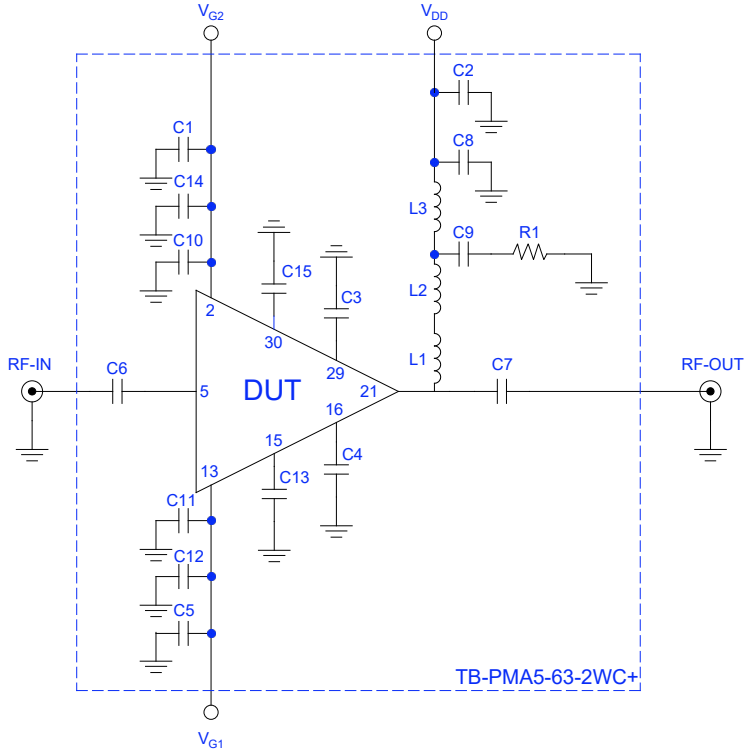 VG2
VDD
C2
C1
C8
C14
L3
C10
C9
R1
C15
C3
L2
2
30
L1
RF-IN
C6
29
C7
RF-OUT
5
DUT
21
16
15
13
C4
C13
C11
C12
C5
TB-PMA5-63-2WC+
VG1